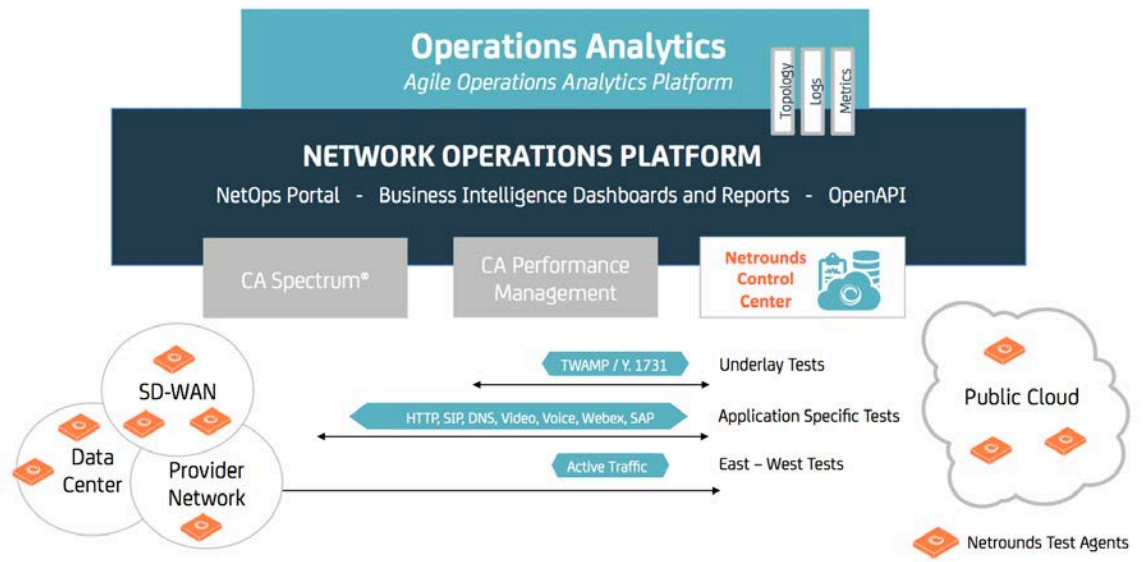 Operations Analytics
Agile Operations Analytics Platform
Topology
Logs
Metrics
NETWORK OPERATIONS PLATFORM
NetOps Portal - Business Intelligence Dashboards and Reports - OpenAPI
CA Spectrum®
CA Performance
Management
Netrounds
Control
Center
SD-WAN
Data
Center
Provider
Network
TWAMP / Y. 1731
Underlay Tests
HTTP, SIP, DNS, Video, Voice, Webex, SAP
Application Specific Tests
Active Traffic
East – West Tests
Public Cloud
Netrounds Test Agents